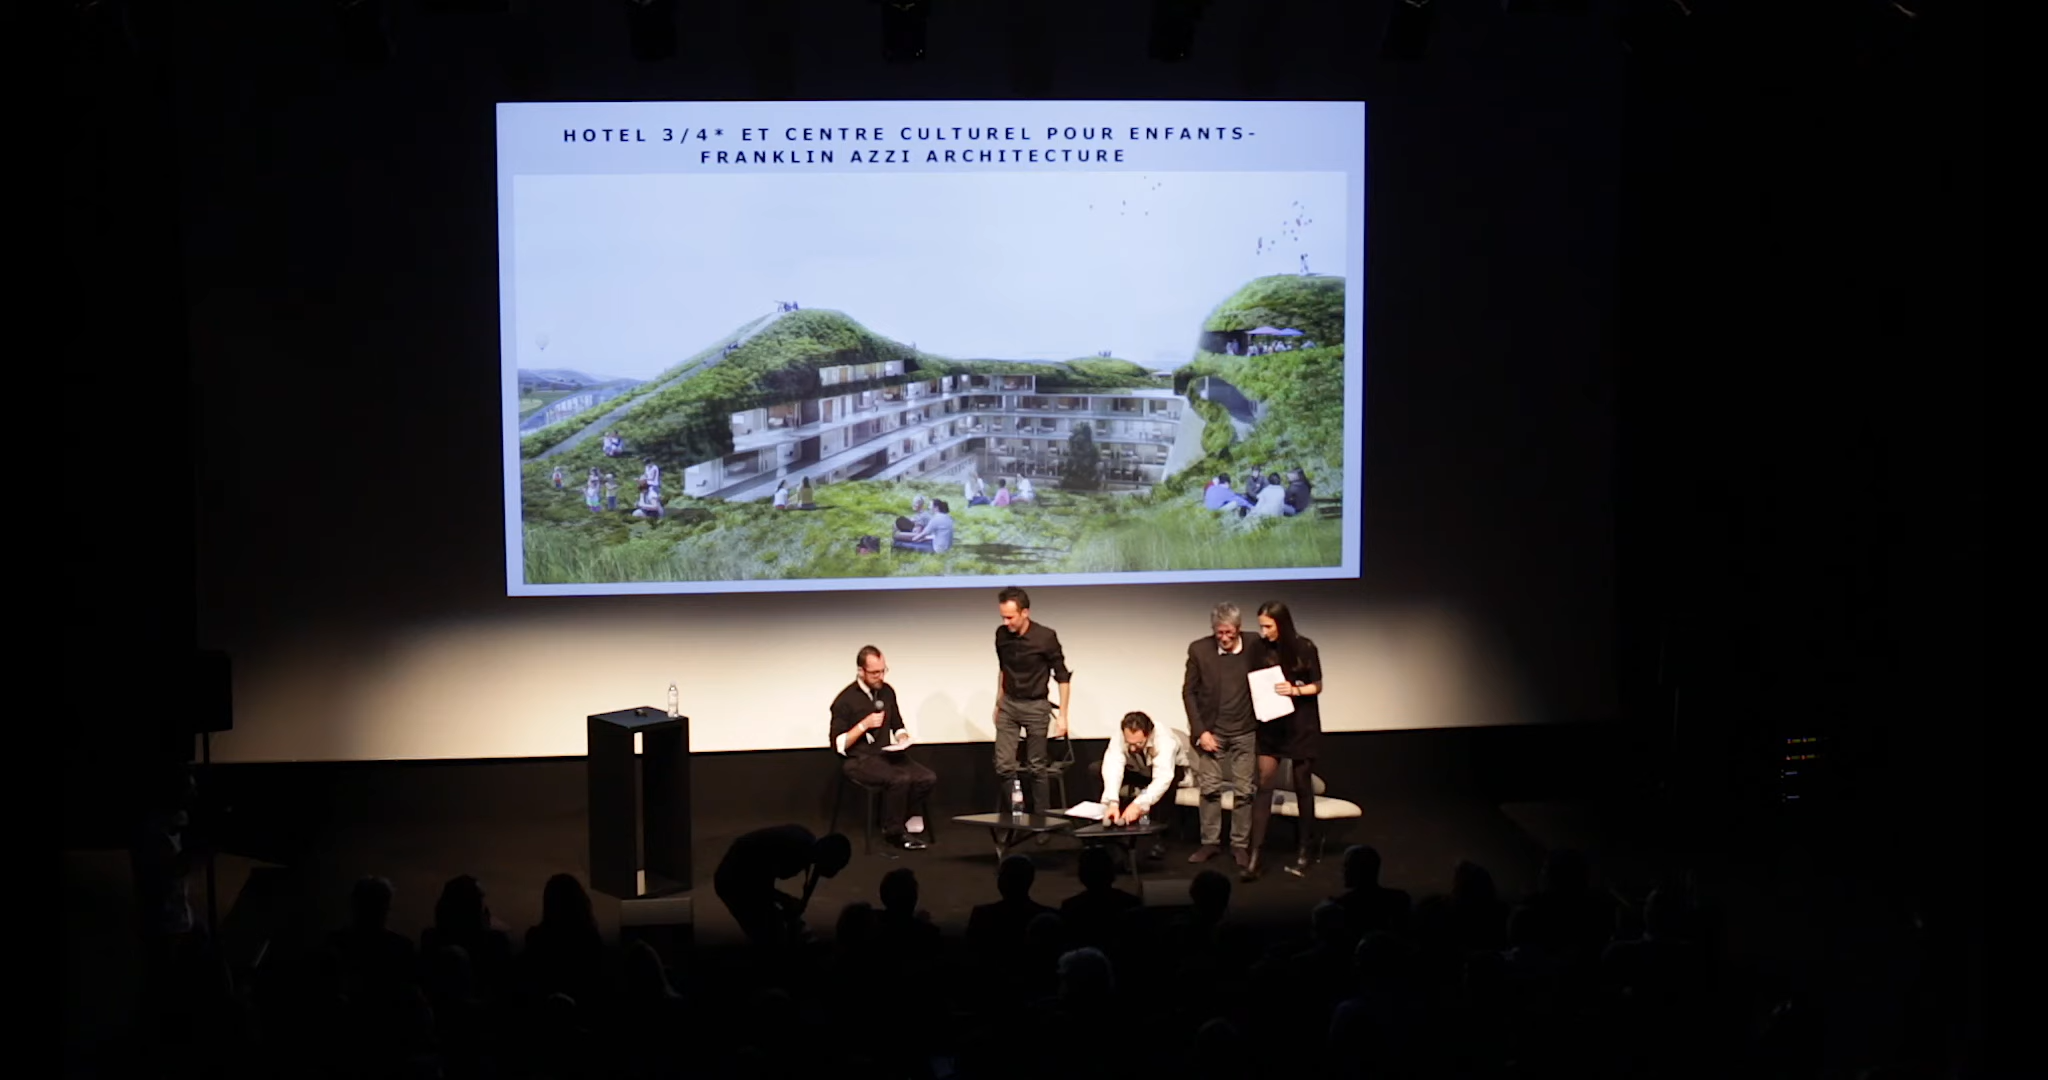 HOTEL 3/4* ET CENTRE CULTUREL POUR ENFANTS-
FRANKLIN AZZI ARCHITECTURE